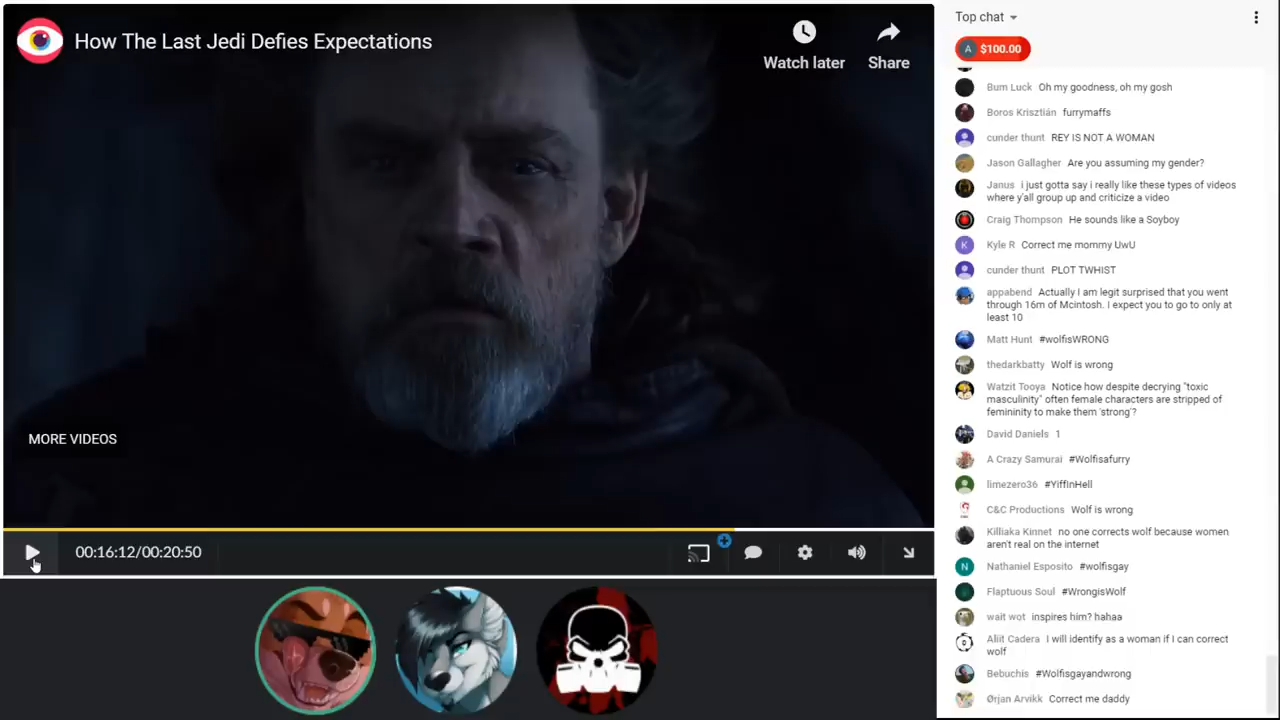 How The Last Jedi Defies Expectations
Watch later
Share
MORE VIDEOS
00:16:12/00:20:50
Top chat
A $100.00
Bum Luck Oh my goodness, oh my gosh
Boros Krisztián furrymaffs
cunder thunt REY IS NOT A WOMAN
Jason Gallagher Are you assuming my gender?
Janus i just gotta say i really like these types of videos
where y'all group up and criticize a video
Craig Thompson He sounds like a Soyboy
K Kyle R Correct me mommy UwU
cunder thunt PLOT TWHIST
appabend Actually I am legit surprised that you went
through 16m of Mcintosh. I expect you to go to only at
least 10
Matt Hunt #wolfisWRONG
thedarkbatty Wolf is wrong
Watzit Tooya Notice how despite decrying "toxic
masculinity" often female characters are stripped of
femininity to make them 'strong'?
David Daniels 1
A Crazy Samurai #Wolfisafurry
limezero36 #YiffInHell
C&C Productions Wolf is wrong
Killiaka Kinnet no one corrects wolf because women
aren't real on the internet
N Nathaniel Esposito #wolfisgay
Flaptuous Soul #WrongisWolf
wait wot inspires him? hahaa
Aliit Cadera I will identify as a woman if I can correct
wolf
Bebuchis #Wolfisgayandwrong
Ørjan Arvikk Correct me daddy